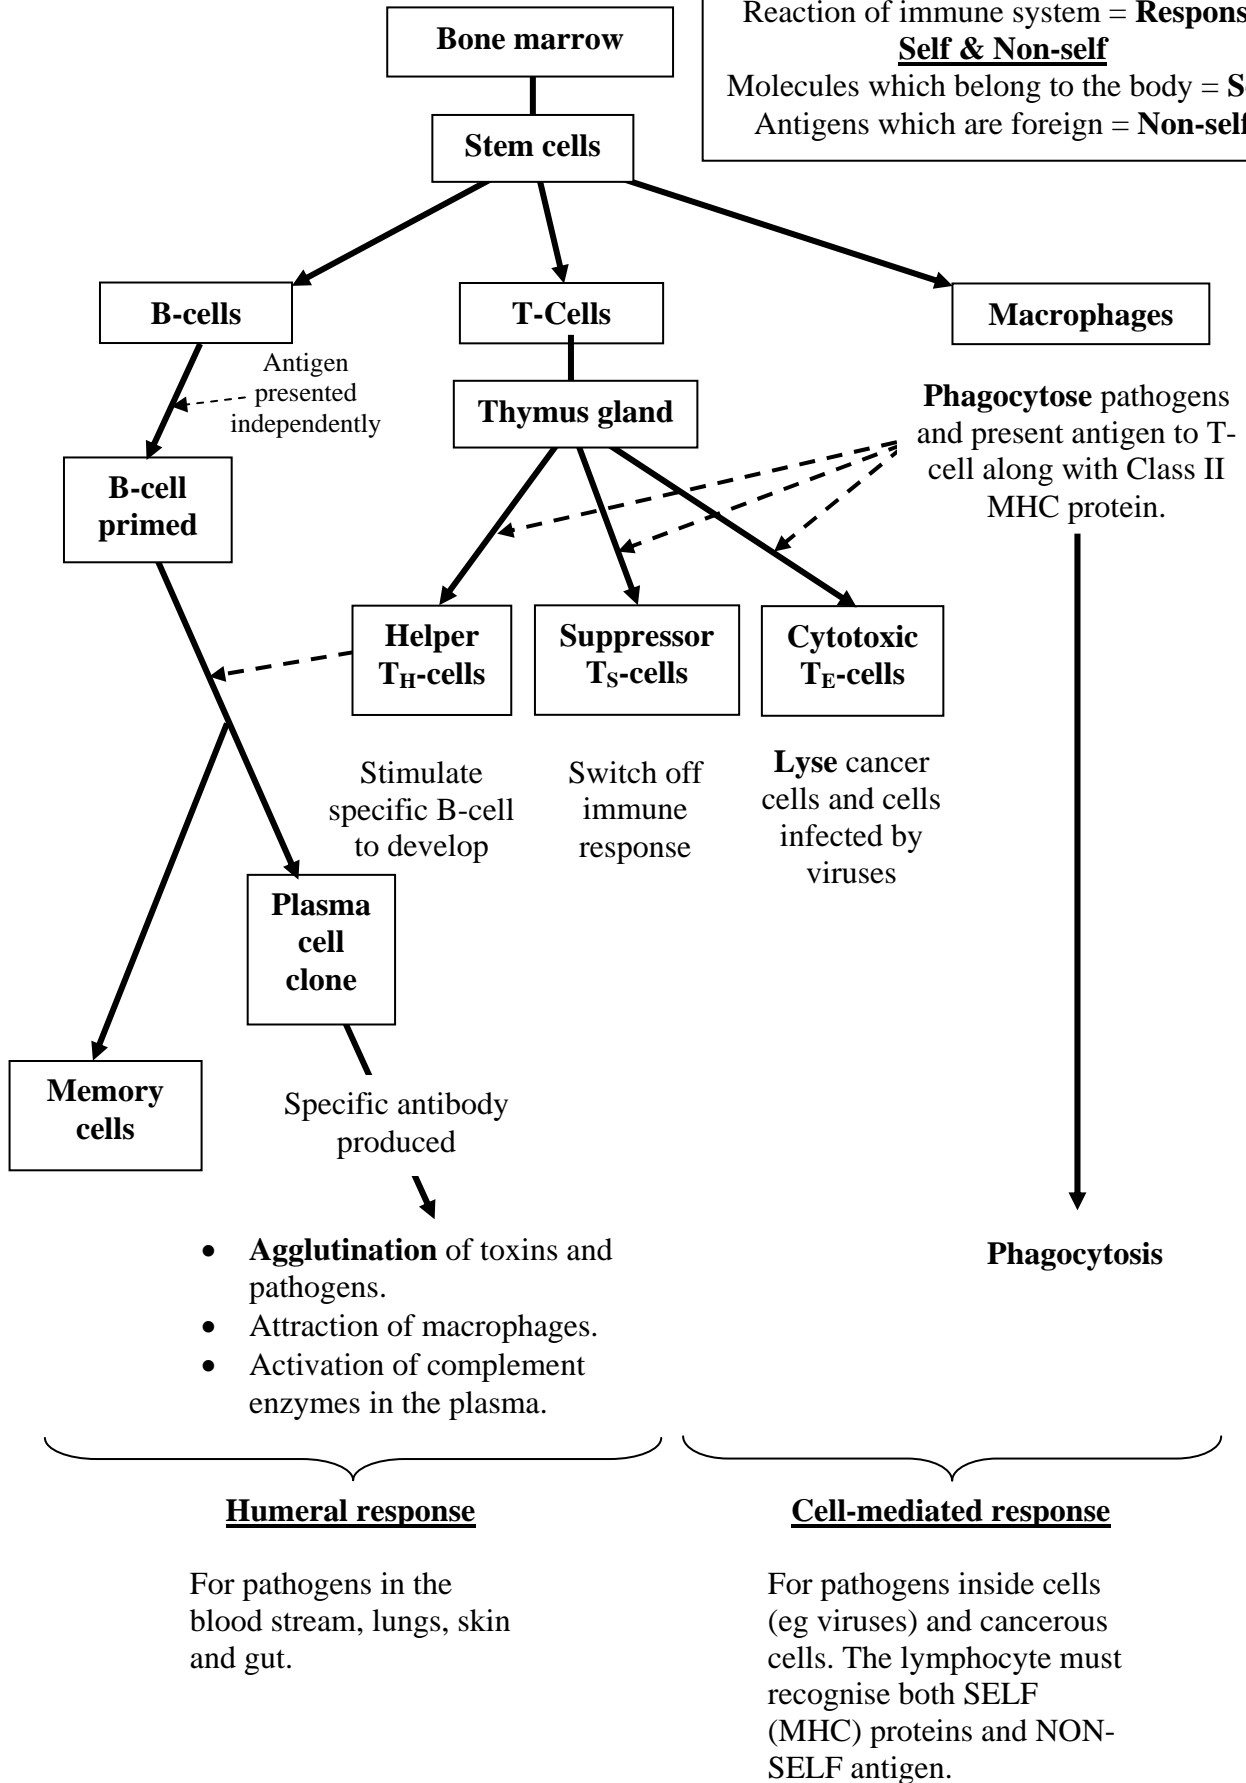 Reaction of immune system = Respons
Self & Non-self
Molecules which belong to the body = S
Antigens which are foreign = Non-self
Bone marrow
Stem cells
B-cells
T-Cells
Macrophages
Antigen
presented
independently
Thymus gland
Phagocytose pathogens
and present antigen to T-
cell along with Class II
MHC protein.
B-cell
primed
Helper
TH-cells
Suppressor
TS-cells
Cytotoxic
TE-cells
Stimulate
specific B-cell
to develop
Switch off
immune
response
Lyse cancer
cells and cells
infected by
viruses
Plasma
cell
clone
Memory
cells
Specific antibody
produced
• Agglutination of toxins and
pathogens.
• Attraction of macrophages.
• Activation of complement
enzymes in the plasma.
Phagocytosis
Humeral response
For pathogens in the
blood stream, lungs, skin
and gut.
Cell-mediated response
For pathogens inside cells
(eg viruses) and cancerous
cells. The lymphocyte must
recognise both SELF
(MHC) proteins and NON-
SELF antigen.